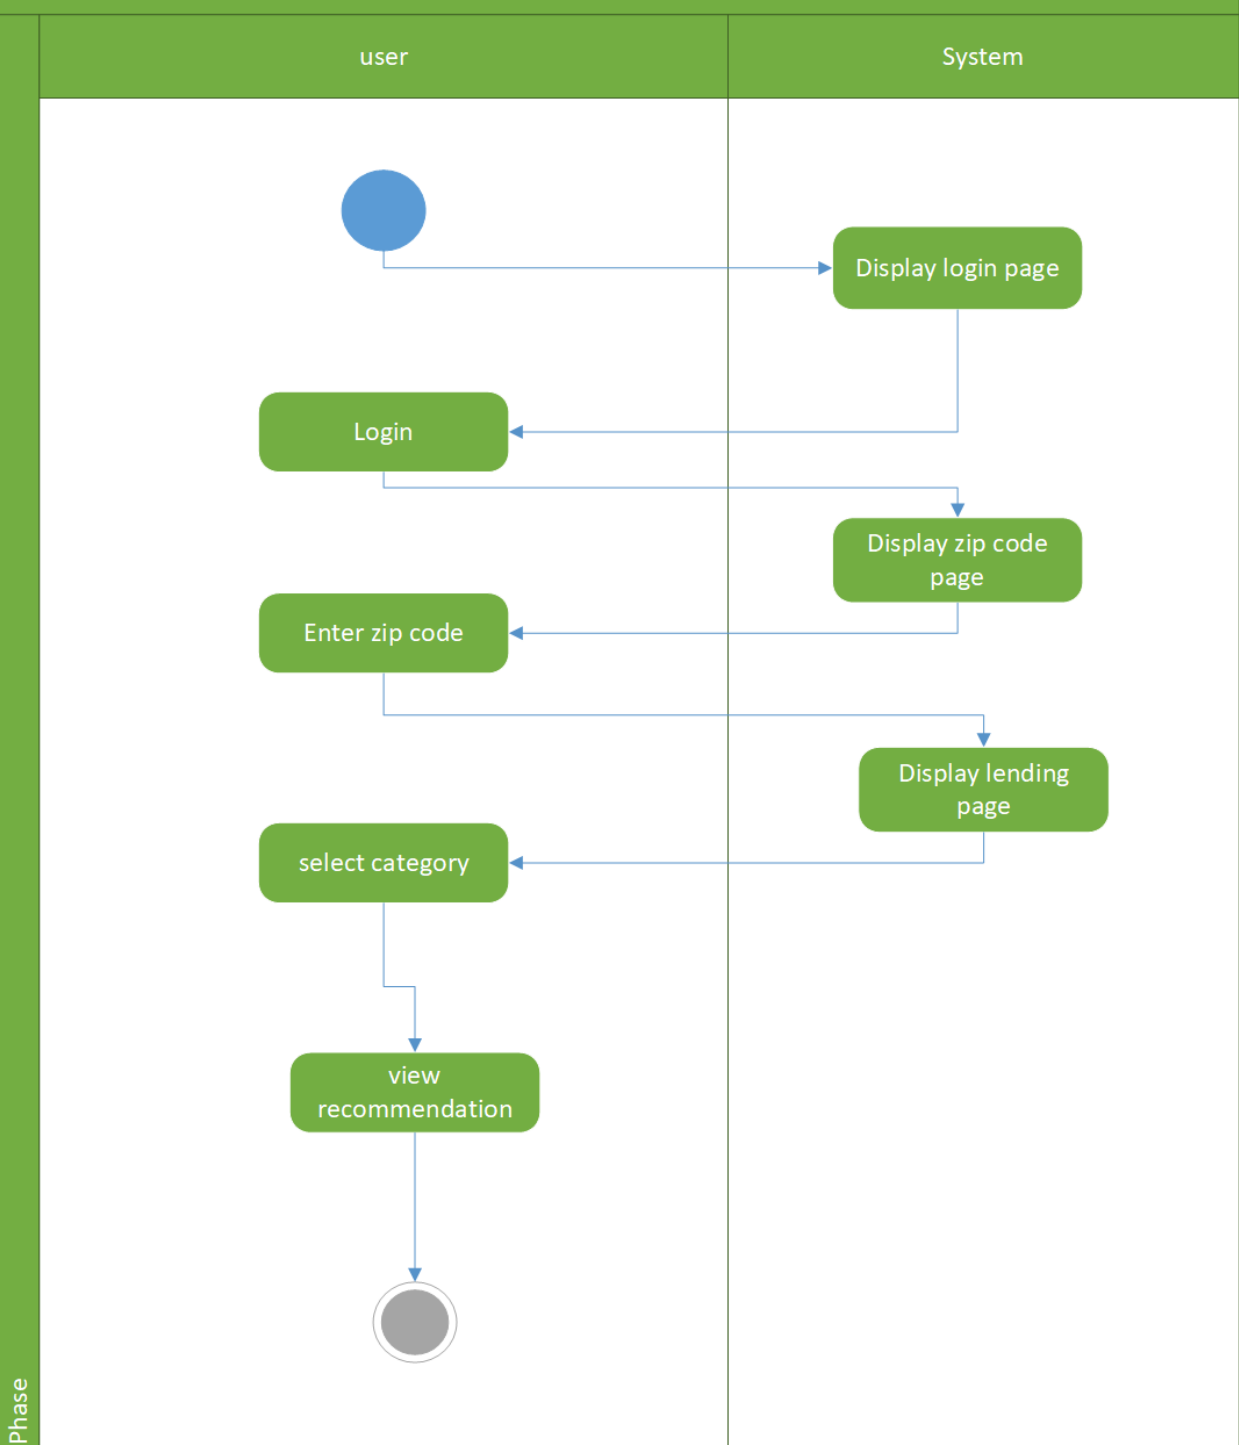 user
System
Display login page
Login
Display zip code
page
Enter zip code
Display lending
page
select category
view
recommendation
Phase